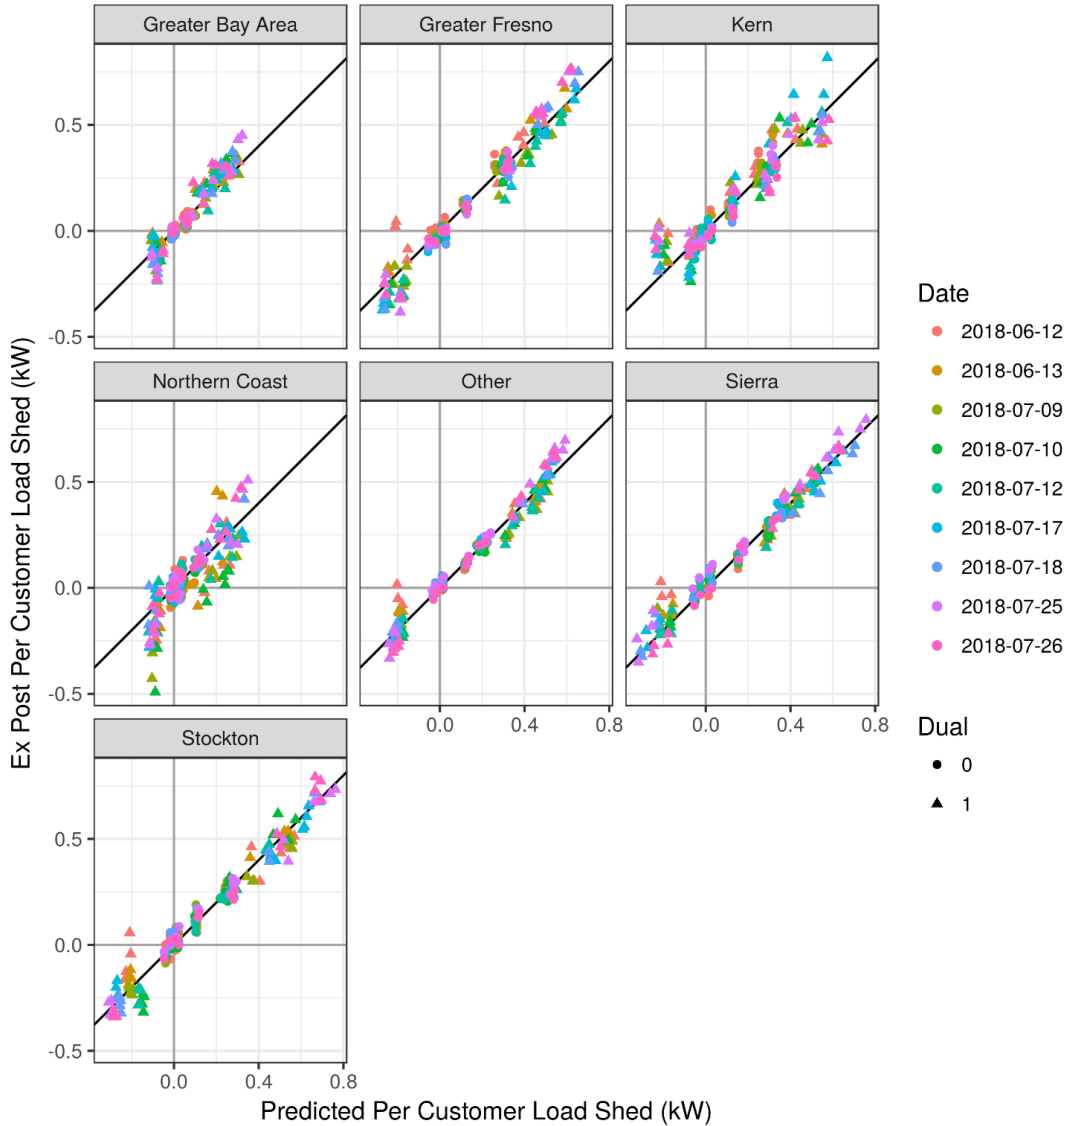 Greater Bay Area
Greater Fresno
Kern
0.5
0.0
-0.5
Northern Coast
Other
Sierra
0.5
0.0
-0.5
0.0
0.4
0.8
0.0
0.4
0.8
Stockton
0.5
0.0
-0.5
0.0
0.4
0.8
Predicted Per Customer Load Shed (kW)
Ex Post Per Customer Load Shed (kW)
Date
2018-06-12
2018-06-13
2018-07-09
2018-07-10
2018-07-12
2018-07-17
2018-07-18
2018-07-25
2018-07-26
Dual
0
1